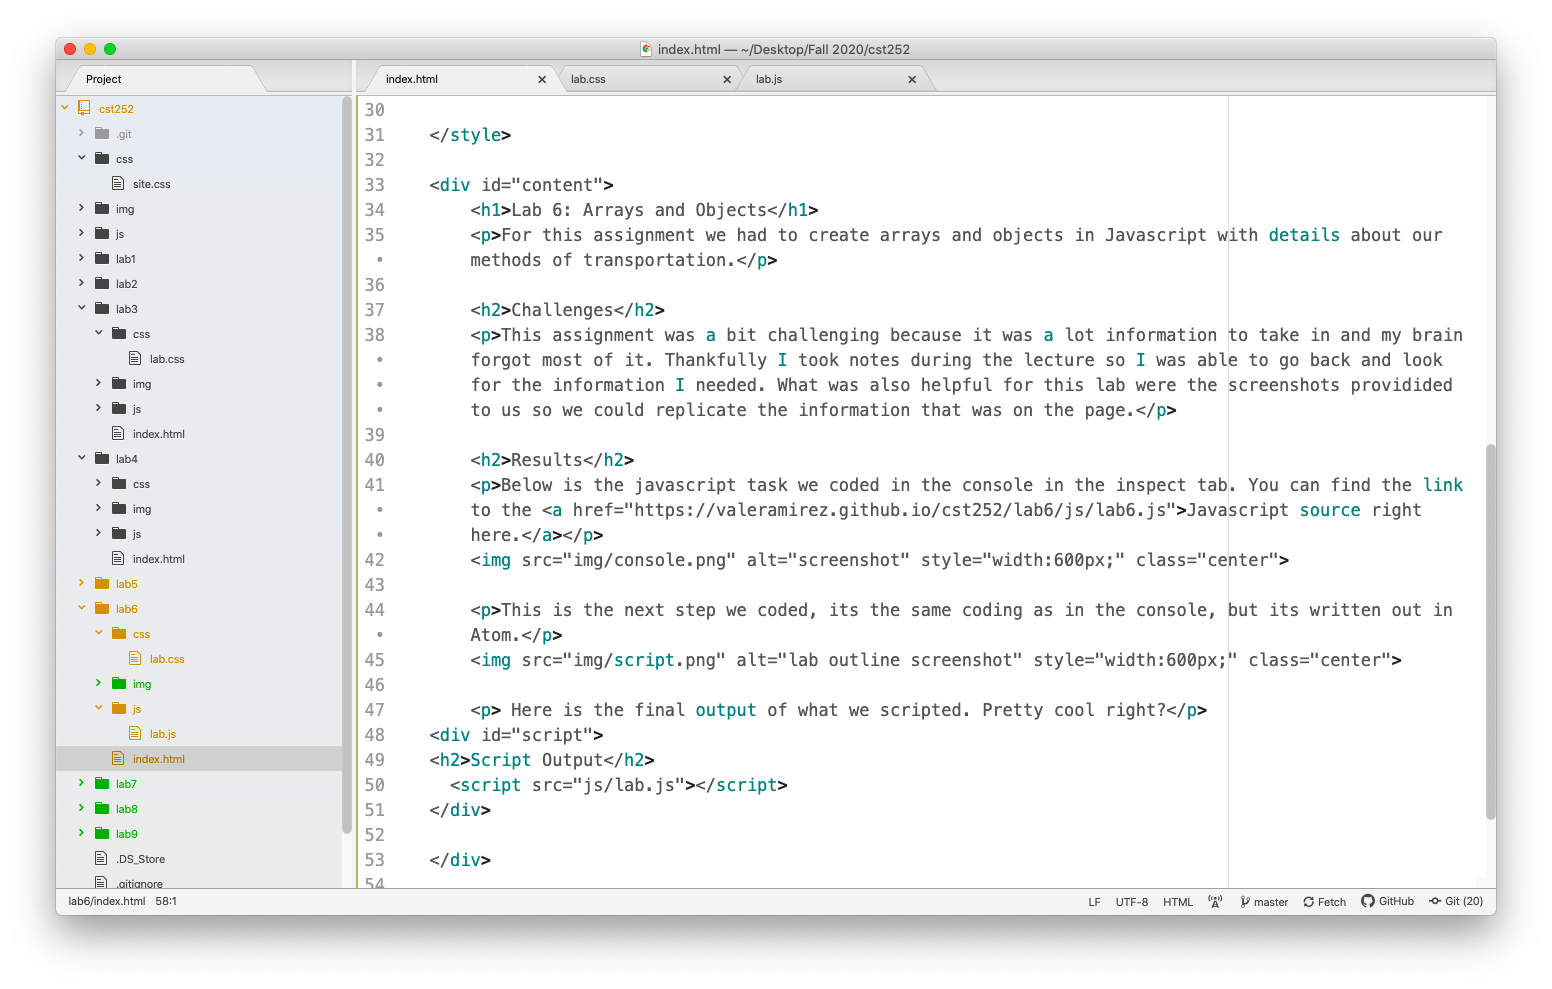 index.html — ~/Desktop/Fall 2020/cst252
Project
index.html
lab.css
lab.js
cst252
.git
css
site.css
img
js
lab1
lab2
lab3
css
lab.css
img
js
index.html
lab4
css
img
js
index.html
lab5
lab6
css
lab.css
img
js
lab.js
index.html
lab7
lab8
lab9
.DS_Store
.gitignore
30
31 </style>
32
33 <div id="content">
34 <h1>Lab 6: Arrays and Objects</h1>
35 <p>For this assignment we had to create arrays and objects in Javascript with details about our
• methods of transportation.</p>
36
37 <h2>Challenges</h2>
38 <p>This assignment was a bit challenging because it was a lot information to take in and my brain
• forgot most of it. Thankfully I took notes during the lecture so I was able to go back and look
• for the information I needed. What was also helpful for this lab were the screenshots providided
• to us so we could replicate the information that was on the page.</p>
39
40 <h2>Results</h2>
41 <p>Below is the javascript task we coded in the console in the inspect tab. You can find the link
• to the <a href="https://valeramirez.github.io/cst252/lab6/js/lab6.js">Javascript source right
• here.</a></p>
42 <img src="img/console.png" alt="screenshot" style="width:600px;" class="center">
43
44 <p>This is the next step we coded, its the same coding as in the console, but its written out in
• Atom.</p>
45 <img src="img/script.png" alt="lab outline screenshot" style="width:600px;" class="center">
46
47 <p> Here is the final output of what we scripted. Pretty cool right?</p>
48 <div id="script">
49 <h2>Script Output</h2>
50 <script src="js/lab.js"></script>
51 </div>
52
53 </div>
54
lab6/index.html 58:1
LF UTF-8 HTML master Fetch GitHub Git (20)